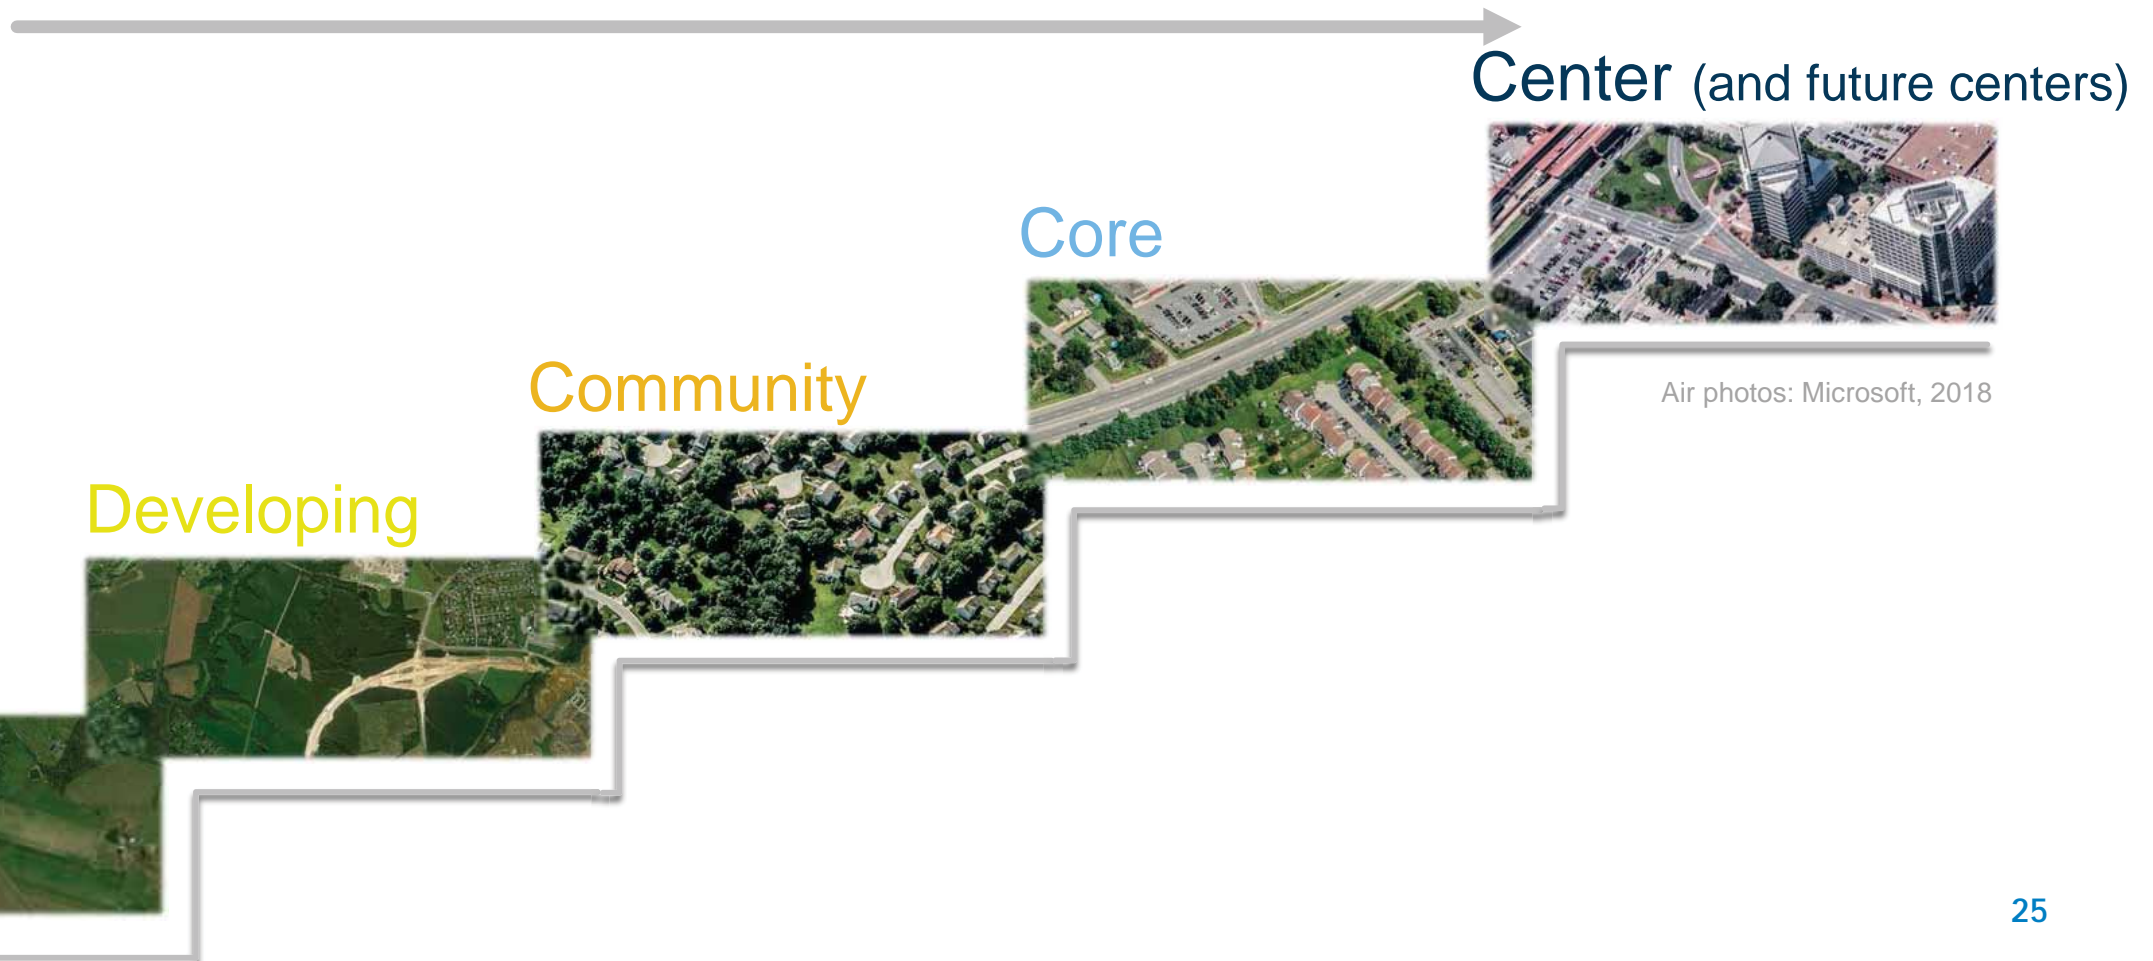 Center (and future centers)
Core
Community
Developing
Air photos: Microsoft, 2018
25